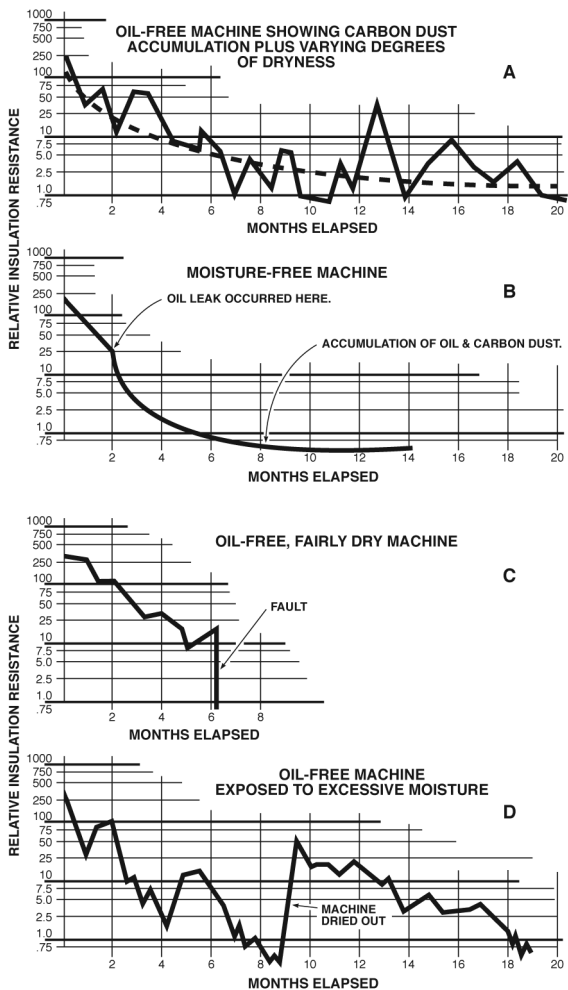 OIL-FREE MACHINE SHOWING CARBON DUST
ACCUMULATION PLUS VARYING DEGREES
OF DRYNESS
A
RELATIVE INSULATION RESISTANCE
1000
750
500
250
100
75
50
25
10
7.5
5.0
2.5
1.0
.75
2 4 6 8 10 12 14 16 18 20
MONTHS ELAPSED
MOISTURE-FREE MACHINE
B
OIL LEAK OCCURRED HERE.
ACCUMULATION OF OIL & CARBON DUST.
1000
750
500
250
100
75
50
25
10
7.5
5.0
2.5
1.0
.75
2 4 6 8 10 12 14 16 18 20
MONTHS ELAPSED
OIL-FREE, FAIRLY DRY MACHINE
C
FAULT
RELATIVE INSULATION RESISTANCE
1000
750
500
250
100
75
50
25
10
7.5
5.0
2.5
1.0
.75
2 4 6 8
MONTHS ELAPSED
OIL-FREE MACHINE
EXPOSED TO EXCESSIVE MOISTURE
D
MACHINE
DRIED OUT
1000
750
500
250
100
75
50
25
10
7.5
5.0
2.5
1.0
.75
2 4 6 8 10 12 14 16 18 20
MONTHS ELAPSED